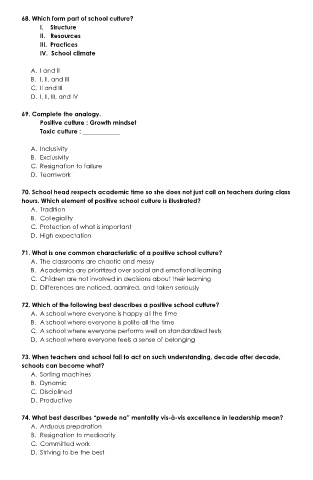 68. Which form part of school culture?
I. Structure
II. Resources
III. Practices
IV. School climate
A. I and II
B. I, II, and III
C. II and III
D. I, II, III, and IV
69. Complete the analogy.
Positive culture : Growth mindset
Toxic culture : ___________
A. Inclusivity
B. Exclusivity
C. Resignation to failure
D. Teamwork
70. School head respects academic time so she does not just call on teachers during class
hours. Which element of positive school culture is illustrated?
A. Tradition
B. Collegiality
C. Protection of what is important
D. High expectation
71. What is one common characteristic of a positive school culture?
A. The classrooms are chaotic and messy
B. Academics are prioritized over social and emotional learning
C. Children are not involved in decisions about their learning
D. Differences are noticed, admired, and taken seriously
72. Which of the following best describes a positive school culture?
A. A school where everyone is happy all the time
B. A school where everyone is polite all the time
C. A school where everyone performs well on standardized tests
D. A school where everyone feels a sense of belonging
73. When teachers and school fail to act on such understanding, decade after decade,
schools can become what?
A. Sorting machines
B. Dynamic
C. Disciplined
D. Productive
74. What best describes "pwede na" mentality vis-à-vis excellence in leadership mean?
A. Arduous preparation
B. Resignation to mediocrity
C. Committed work
D. Striving to be the best